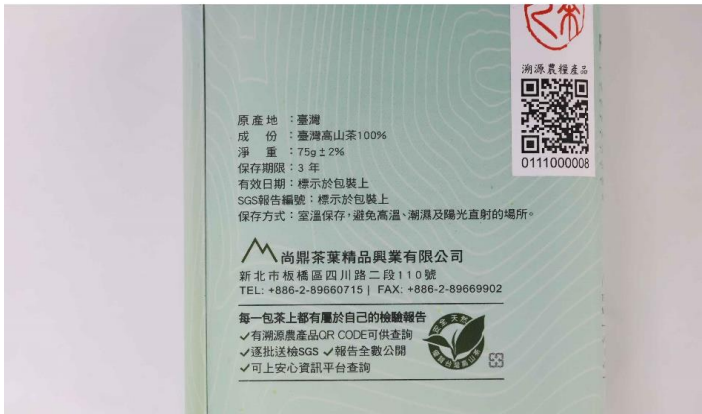 茶
溯源農糧產品
0111000008
原產地：臺灣
成　份：臺灣高山茶100%
淨　重：75g±2%
保存期限：3 年
有效日期：標示於包裝上
SGS報告編號：標示於包裝上
保存方式：室溫保存，避免高溫、潮濕及陽光直射的場所。
尚鼎茶葉精品興業有限公司
新北市板橋區四川路二段110號
TEL: +886-2-89660715 | FAX: +886-2-89669902
每一包茶上都有屬於自己的檢驗報告
✓有溯源農產品QR CODE可供查詢
✓逐批送檢SGS ✓報告全數公開
✓可上安心資訊平台查詢
安全 天然